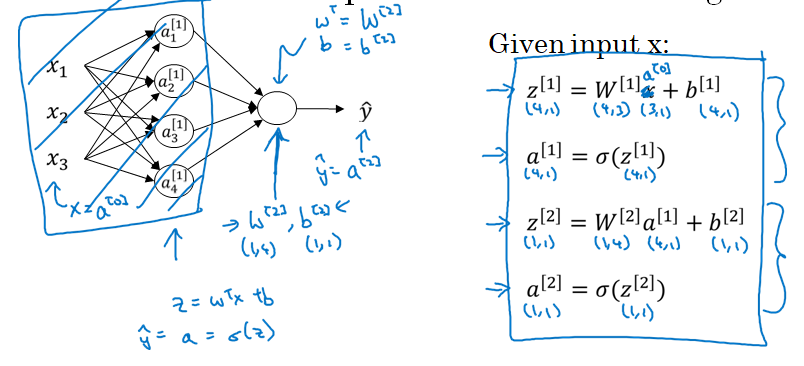 Given input x:
wᵀ = W^[2]
b = b^[2]
x₁
x₂
x₃
a₁^[1]
a₂^[1]
a₃^[1]
a₄^[1]
ŷ
ŷ = a^[2]
x = a^[0]
→ W^[2], b^[2] ←
(1,4) (1,1)
z = wᵀx + b
ŷ = a = σ(z)
a^[0]
→ z^[1] = W^[1]x + b^[1]
(4,1) (4,3) (3,1) (4,1)
→ a^[1] = σ(z^[1])
(4,1) (4,1)
→ z^[2] = W^[2]a^[1] + b^[2]
(1,1) (1,4) (4,1) (1,1)
→ a^[2] = σ(z^[2])
(1,1) (1,1)